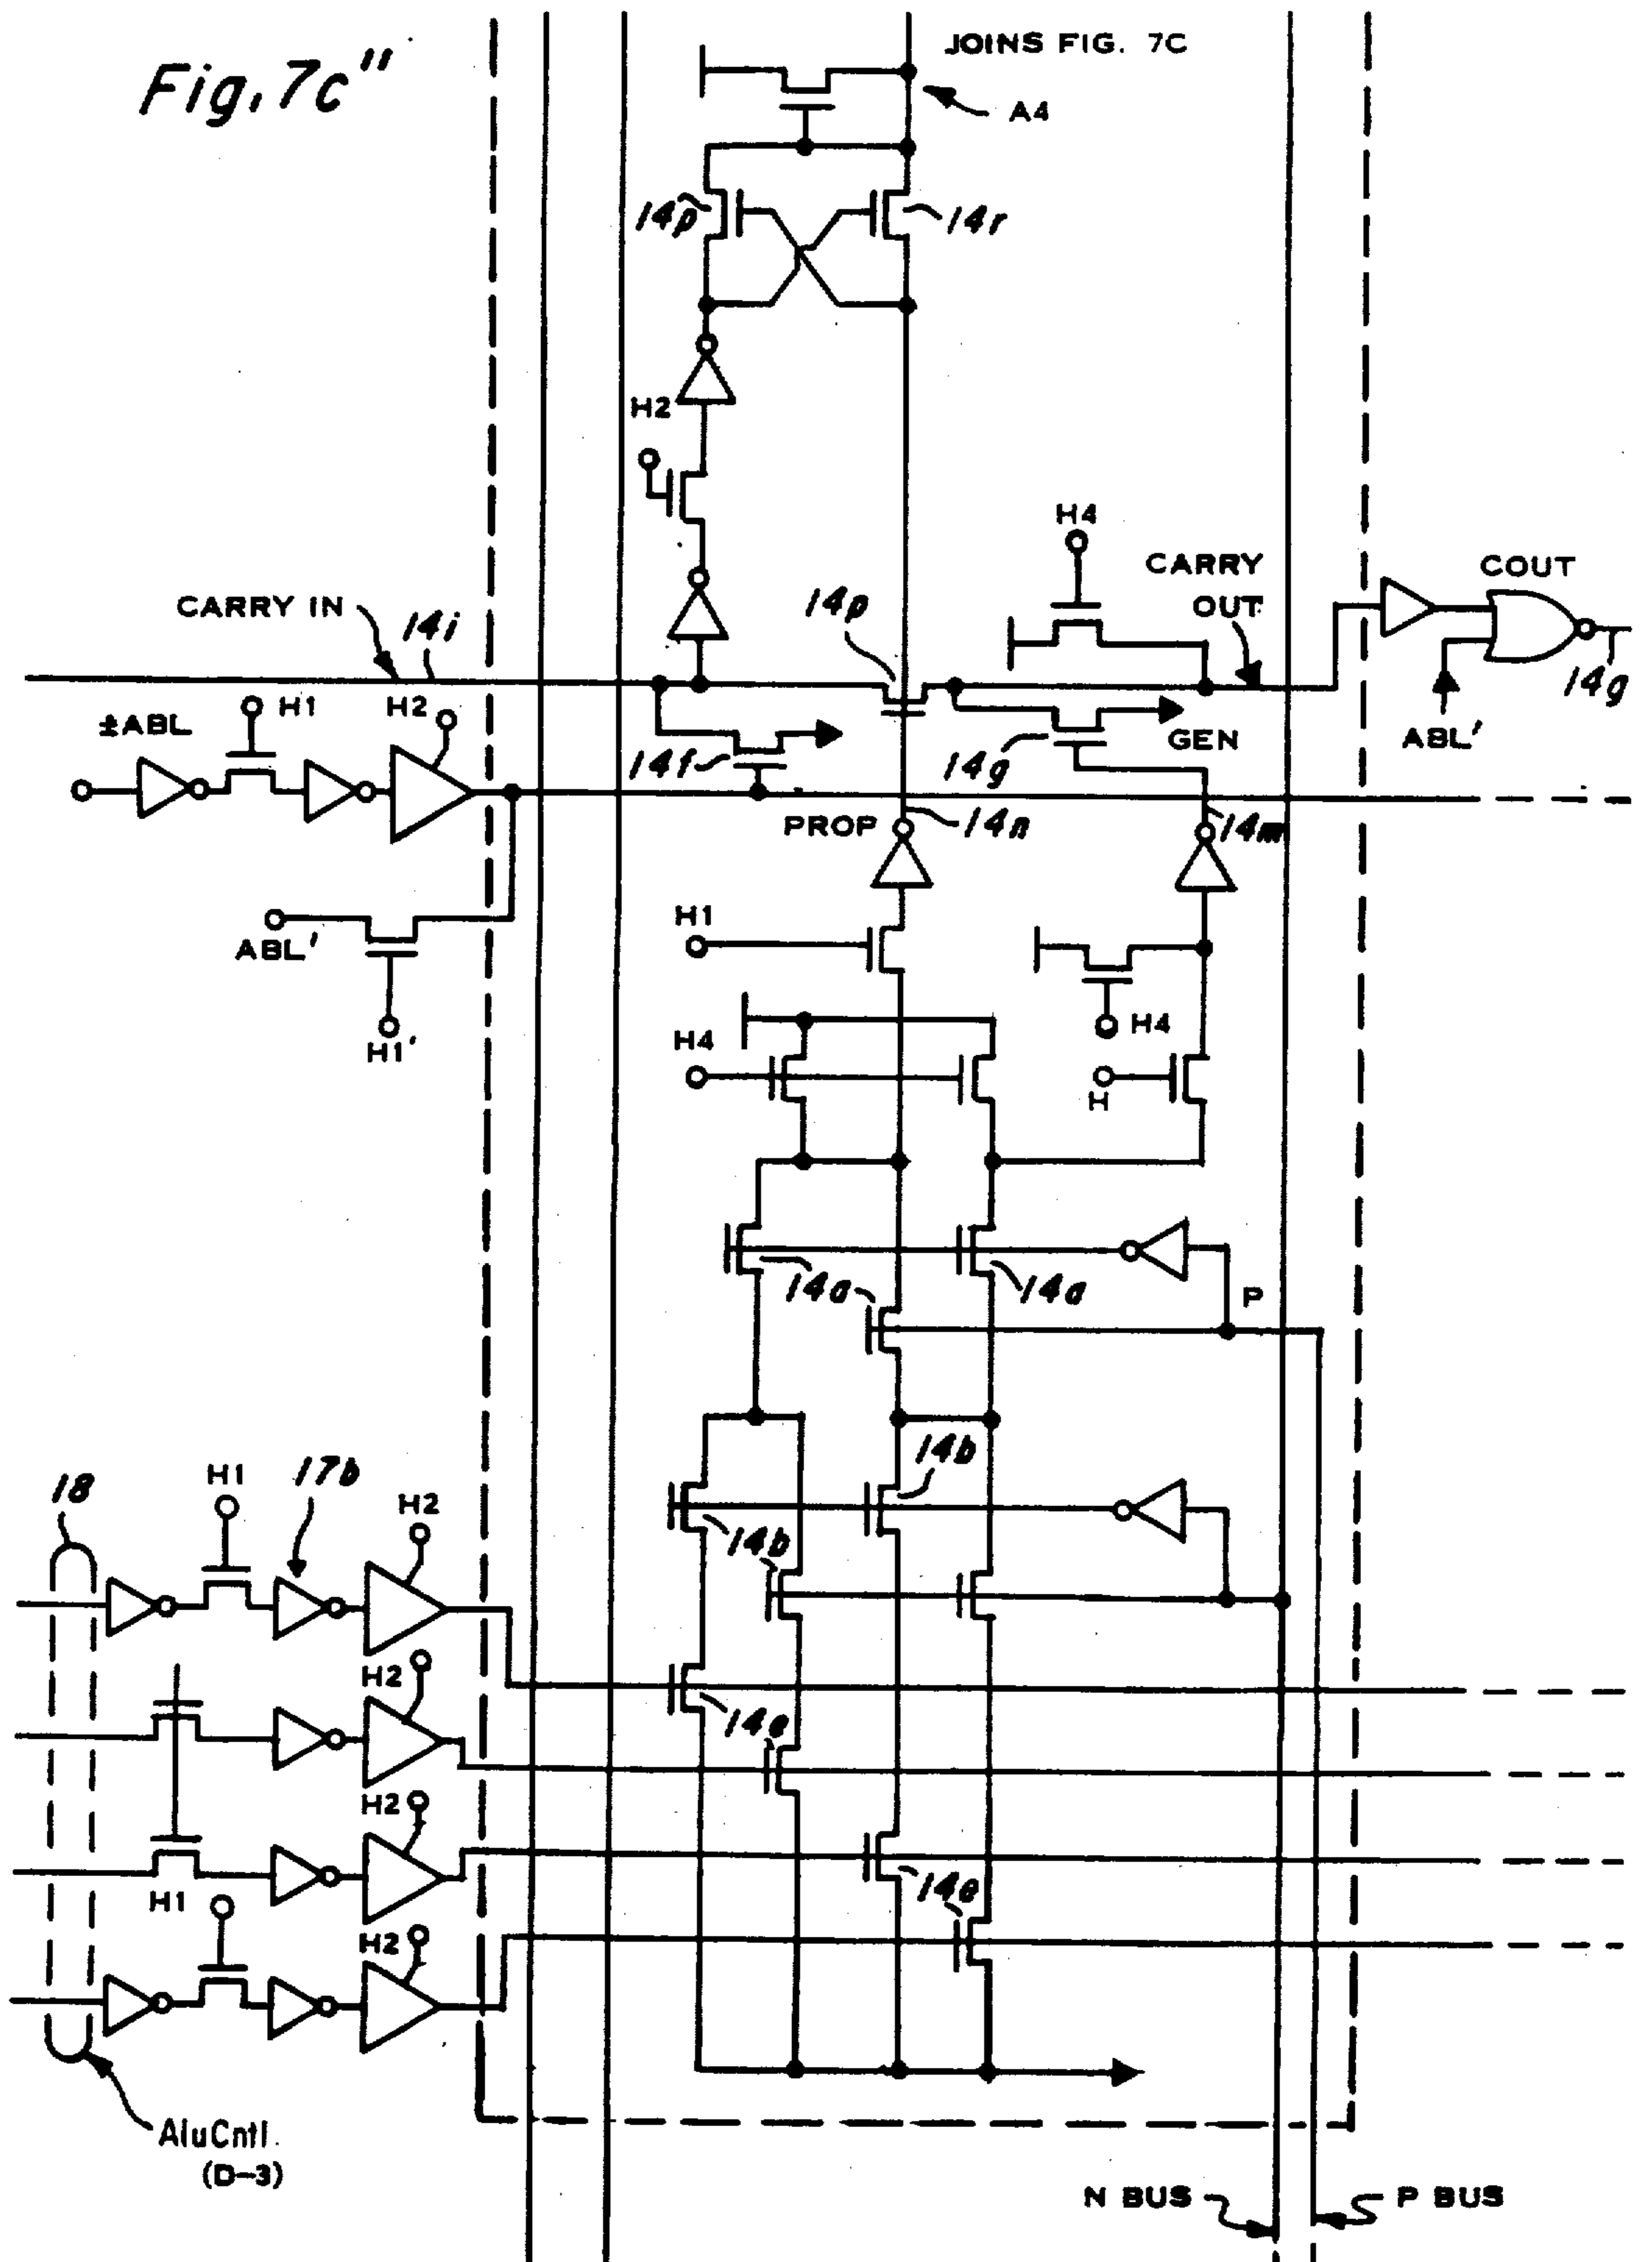 Fig. 7c"
JOINS FIG. 7C
A4
14p
14r
H2
H4
CARRY
OUT
COUT
CARRY IN
14i
14p
14g
±ABL
H1
H2
14f
14g
GEN
ABL'
PROP
14n
14m
ABL'
H1'
H1
H4
H4
H
14a
14a
P
18
H1
17b
H2
14b
14b
H2
14e
H2
H1
14e
H2
AluCntl
(D-3)
N BUS
P BUS